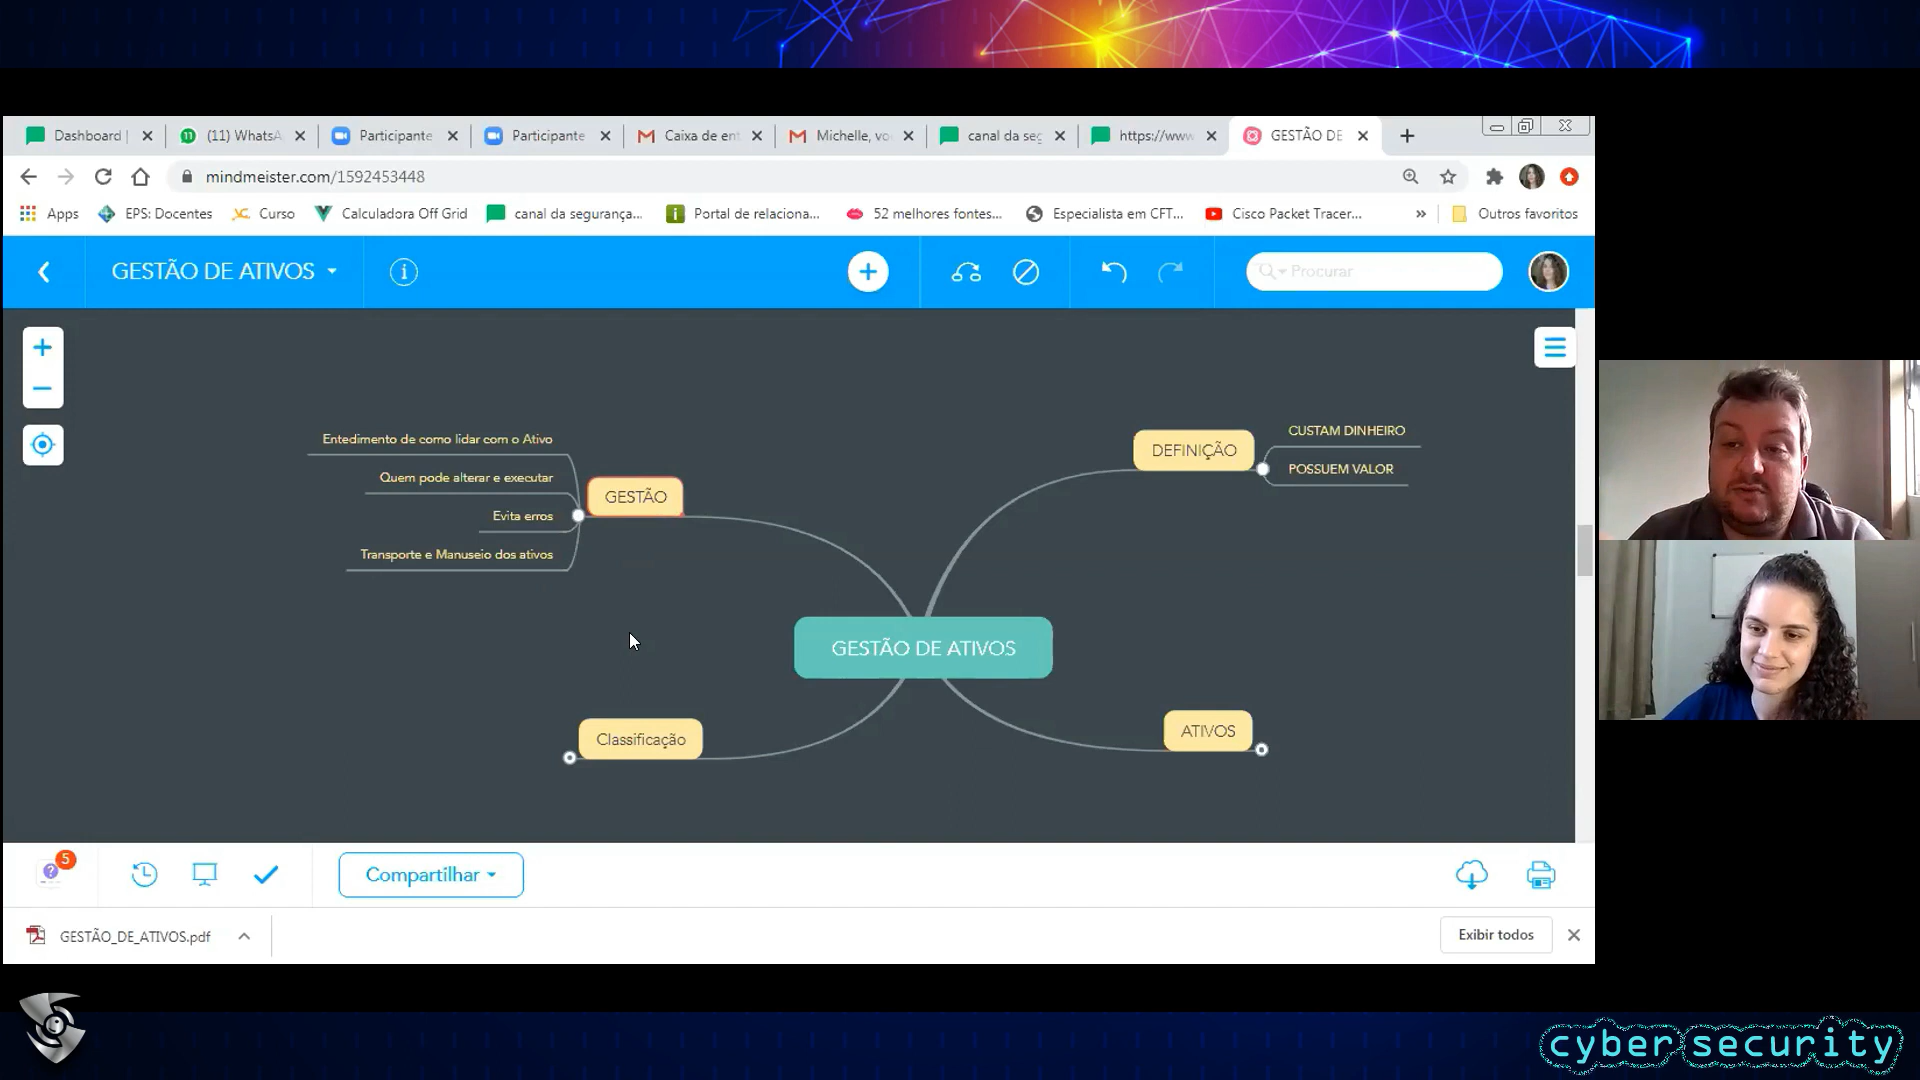 Dashboard |
(11) WhatsA
Participante
Participante
Caixa de ent
Michelle, vo
canal da seg
https://www
GESTÃO DE
mindmeister.com/1592453448
Apps
EPS: Docentes
Curso
Calculadora Off Grid
canal da segurança...
Portal de relaciona...
52 melhores fontes...
Especialista em CFT...
Cisco Packet Tracer...
»
Outros favoritos
GESTÃO DE ATIVOS
Procurar
Entedimento de como lidar com o Ativo
Quem pode alterar e executar
Evita erros
Transporte e Manuseio dos ativos
GESTÃO
DEFINIÇÃO
CUSTAM DINHEIRO
POSSUEM VALOR
GESTÃO DE ATIVOS
Classificação
ATIVOS
5
Compartilhar
GESTÃO_DE_ATIVOS.pdf
Exibir todos
cyber security